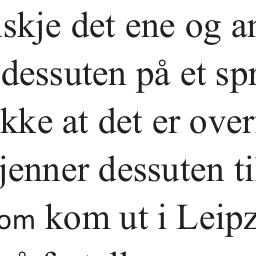 skje det ene og an
dessuten på et spr
kke at det er over
jenner dessuten ti
om kom ut i Leipz